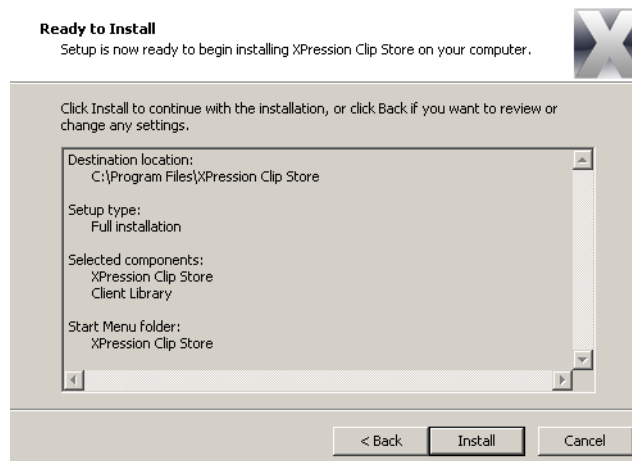 Ready to Install
Setup is now ready to begin installing XPression Clip Store on your computer.
Click Install to continue with the installation, or click Back if you want to review or
change any settings.
Destination location:
C:\Program Files\XPression Clip Store
Setup type:
Full installation
Selected components:
XPression Clip Store
Client Library
Start Menu folder:
XPression Clip Store
< Back
Install
Cancel